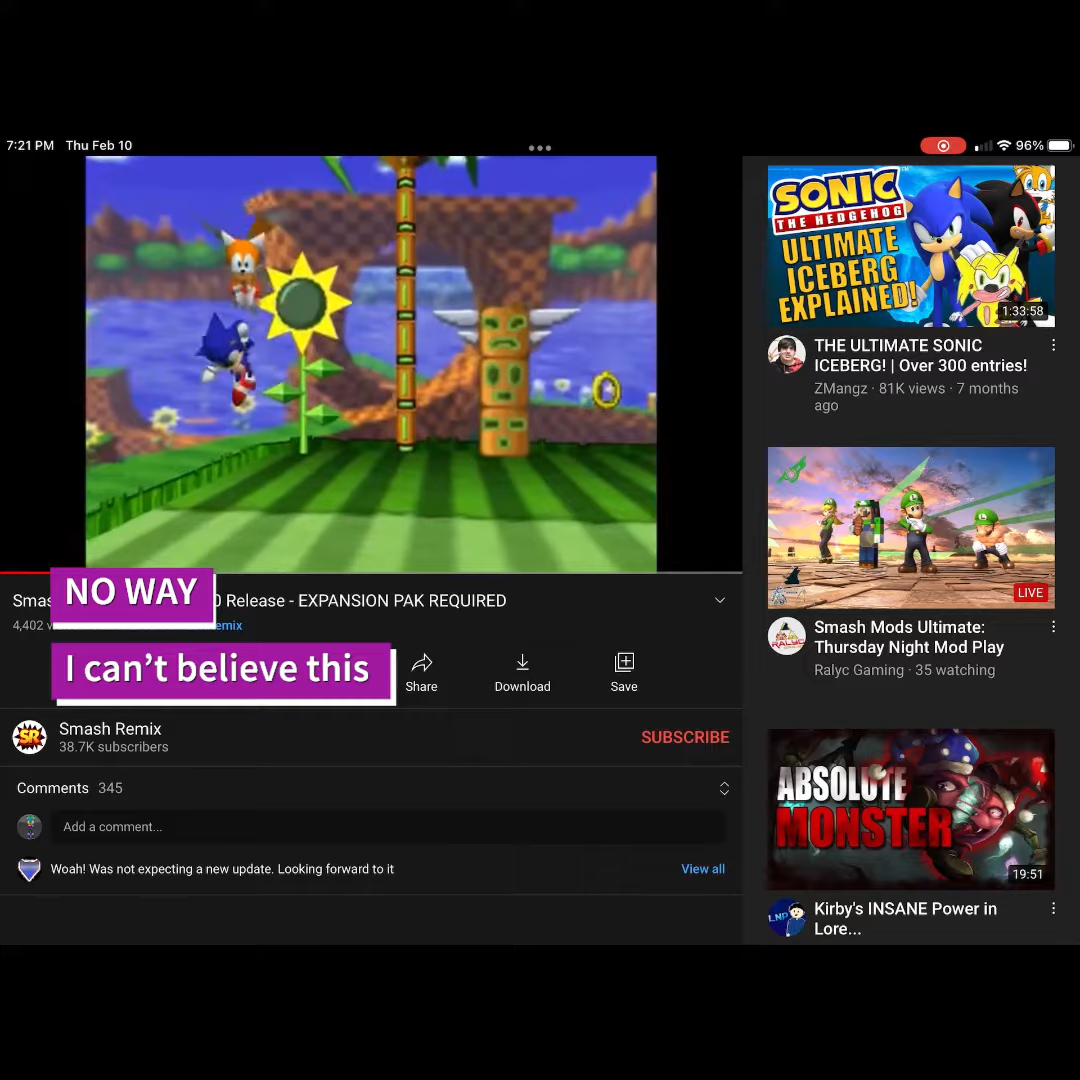 7:21 PM Thu Feb 10
96%
Smas
NO WAY
0 Release - EXPANSION PAK REQUIRED
4,402 v
emix
I can't believe this
Share
Download
Save
SR
Smash Remix
38.7K subscribers
SUBSCRIBE
Comments 345
Add a comment...
Woah! Was not expecting a new update. Looking forward to it
View all
SONIC
THE HEDGEHOG
ULTIMATE
ICEBERG
EXPLAINED!
1:33:58
THE ULTIMATE SONIC
ICEBERG! | Over 300 entries!
ZMangz · 81K views · 7 months
ago
LIVE
RALYC
Smash Mods Ultimate:
Thursday Night Mod Play
Ralyc Gaming · 35 watching
ABSOLUTE
MONSTER
19:51
LNP
Kirby's INSANE Power in
Lore...